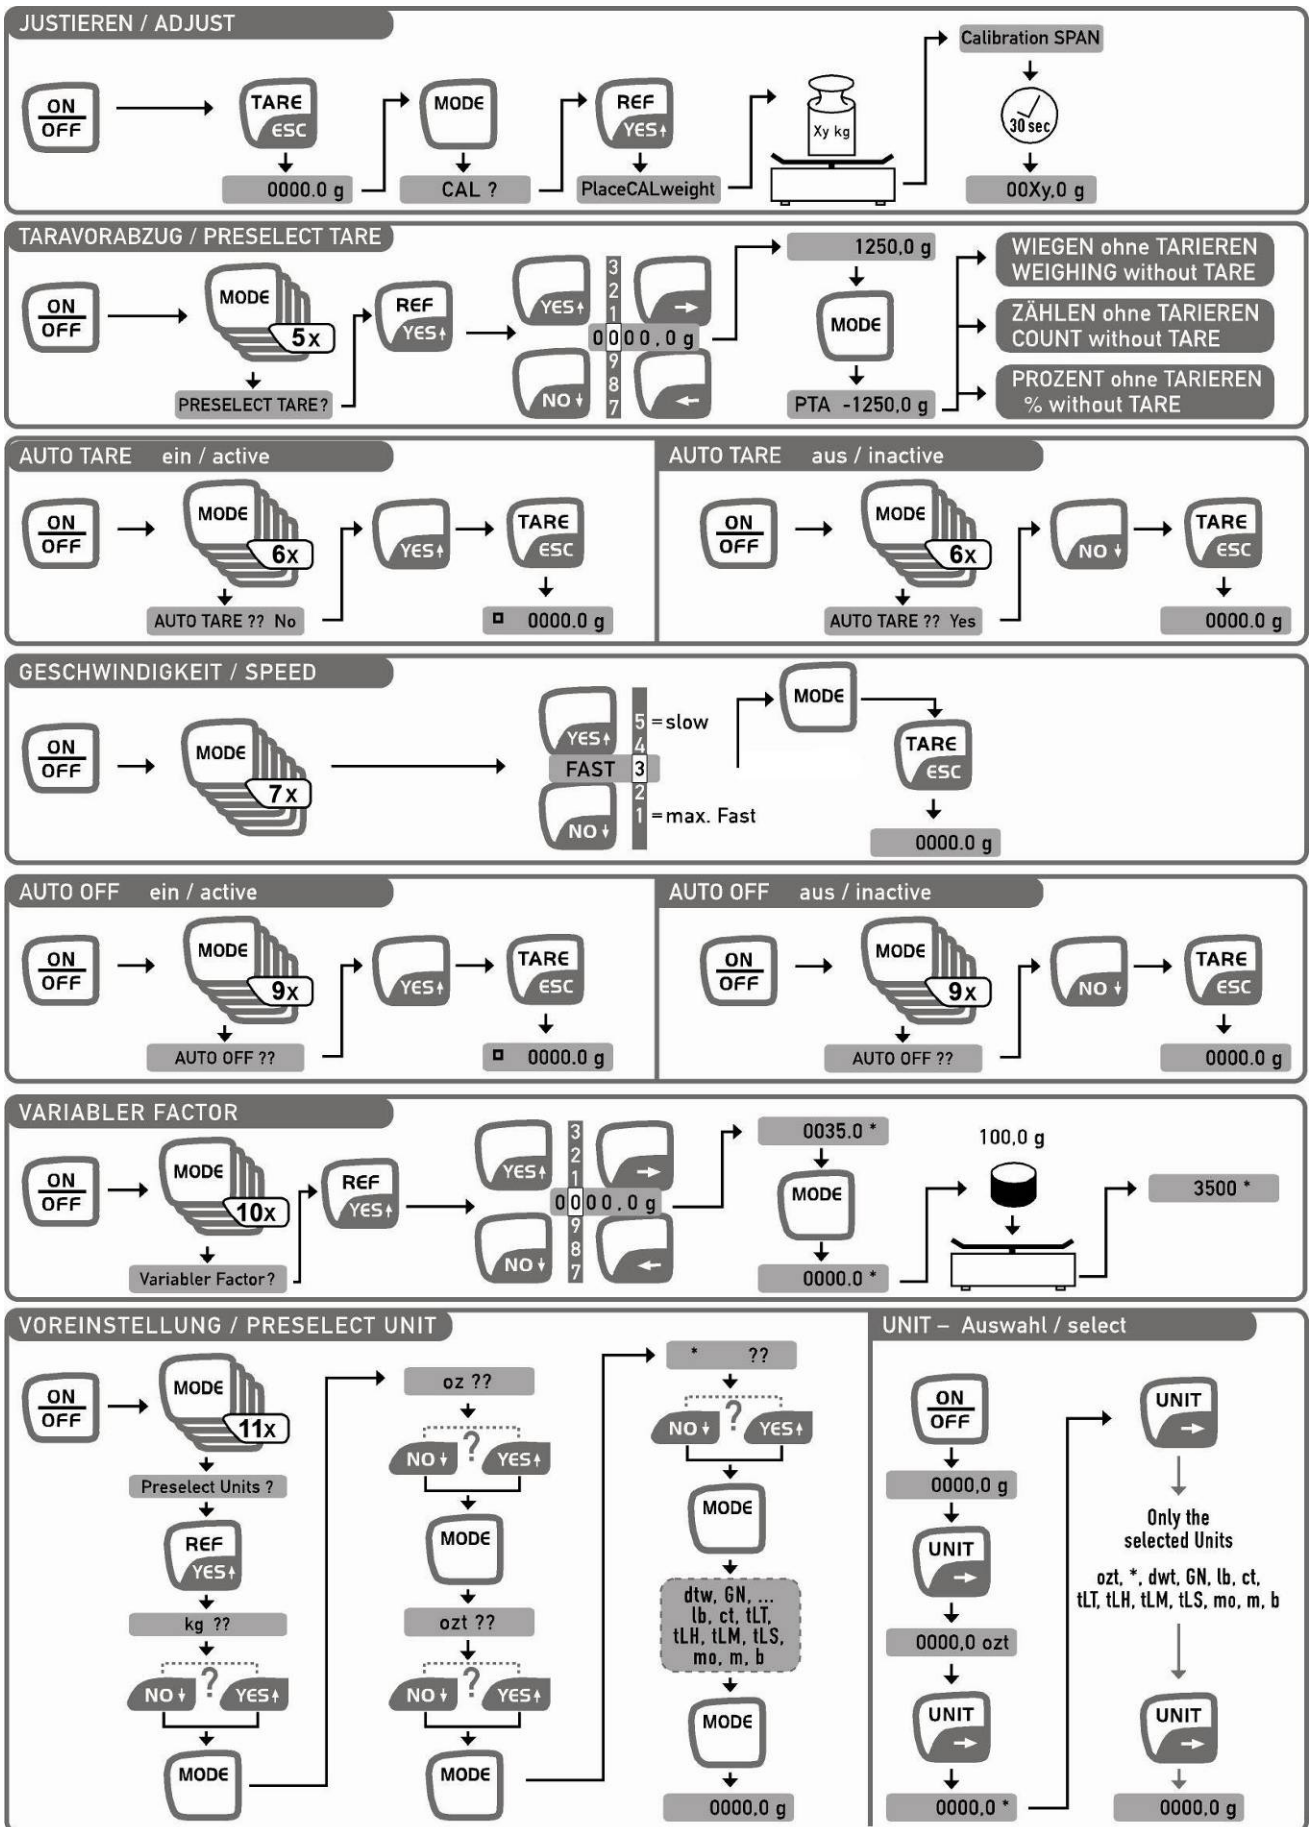 JUSTIEREN / ADJUST
ON
OFF
TARE
ESC
0000.0 g
MODE
CAL ?
REF
YES↑
PlaceCALweight
Xy kg
Calibration SPAN
30 sec
00Xy,0 g
TARAVORABZUG / PRESELECT TARE
ON
OFF
MODE
5x
PRESELECT TARE?
REF
YES↑
YES↑
NO↓
3
2
1
0000,0 g
9
8
7
→
←
1250,0 g
MODE
PTA -1250,0 g
WIEGEN ohne TARIEREN
WEIGHING without TARE
ZÄHLEN ohne TARIEREN
COUNT without TARE
PROZENT ohne TARIEREN
% without TARE
AUTO TARE ein / active
ON
OFF
MODE
6x
AUTO TARE ?? No
YES↑
TARE
ESC
0000.0 g
AUTO TARE aus / inactive
ON
OFF
MODE
6x
AUTO TARE ?? Yes
NO↓
TARE
ESC
0000.0 g
GESCHWINDIGKEIT / SPEED
ON
OFF
MODE
7x
YES↑
5 = slow
4
FAST 3
2
1 = max. Fast
NO↓
MODE
TARE
ESC
0000.0 g
AUTO OFF ein / active
ON
OFF
MODE
9x
AUTO OFF ??
YES↑
TARE
ESC
0000.0 g
AUTO OFF aus / inactive
ON
OFF
MODE
9x
AUTO OFF ??
NO↓
TARE
ESC
0000.0 g
VARIABLER FACTOR
ON
OFF
MODE
10x
Variabler Factor?
REF
YES↑
YES↑
NO↓
3
2
1
0000,0 g
9
8
7
→
←
0035.0 *
MODE
0000.0 *
100,0 g
3500 *
VOREINSTELLUNG / PRESELECT UNIT
ON
OFF
MODE
11x
Preselect Units ?
REF
YES↑
kg ??
NO↓ ? YES↑
MODE
oz ??
NO↓ ? YES↑
MODE
ozt ??
NO↓ ? YES↑
MODE
* ??
NO↓ ? YES↑
MODE
dtw, GN, ...
lb, ct, tLT,
tLH, tLM, tLS,
mo, m, b
MODE
0000,0 g
UNIT – Auswahl / select
ON
OFF
0000,0 g
UNIT
→
0000,0 ozt
UNIT
→
0000,0 *
UNIT
→
Only the
selected Units
ozt, *, dwt, GN, lb, ct,
tLT, tLH, tLM, tLS, mo, m, b
UNIT
→
0000,0 g